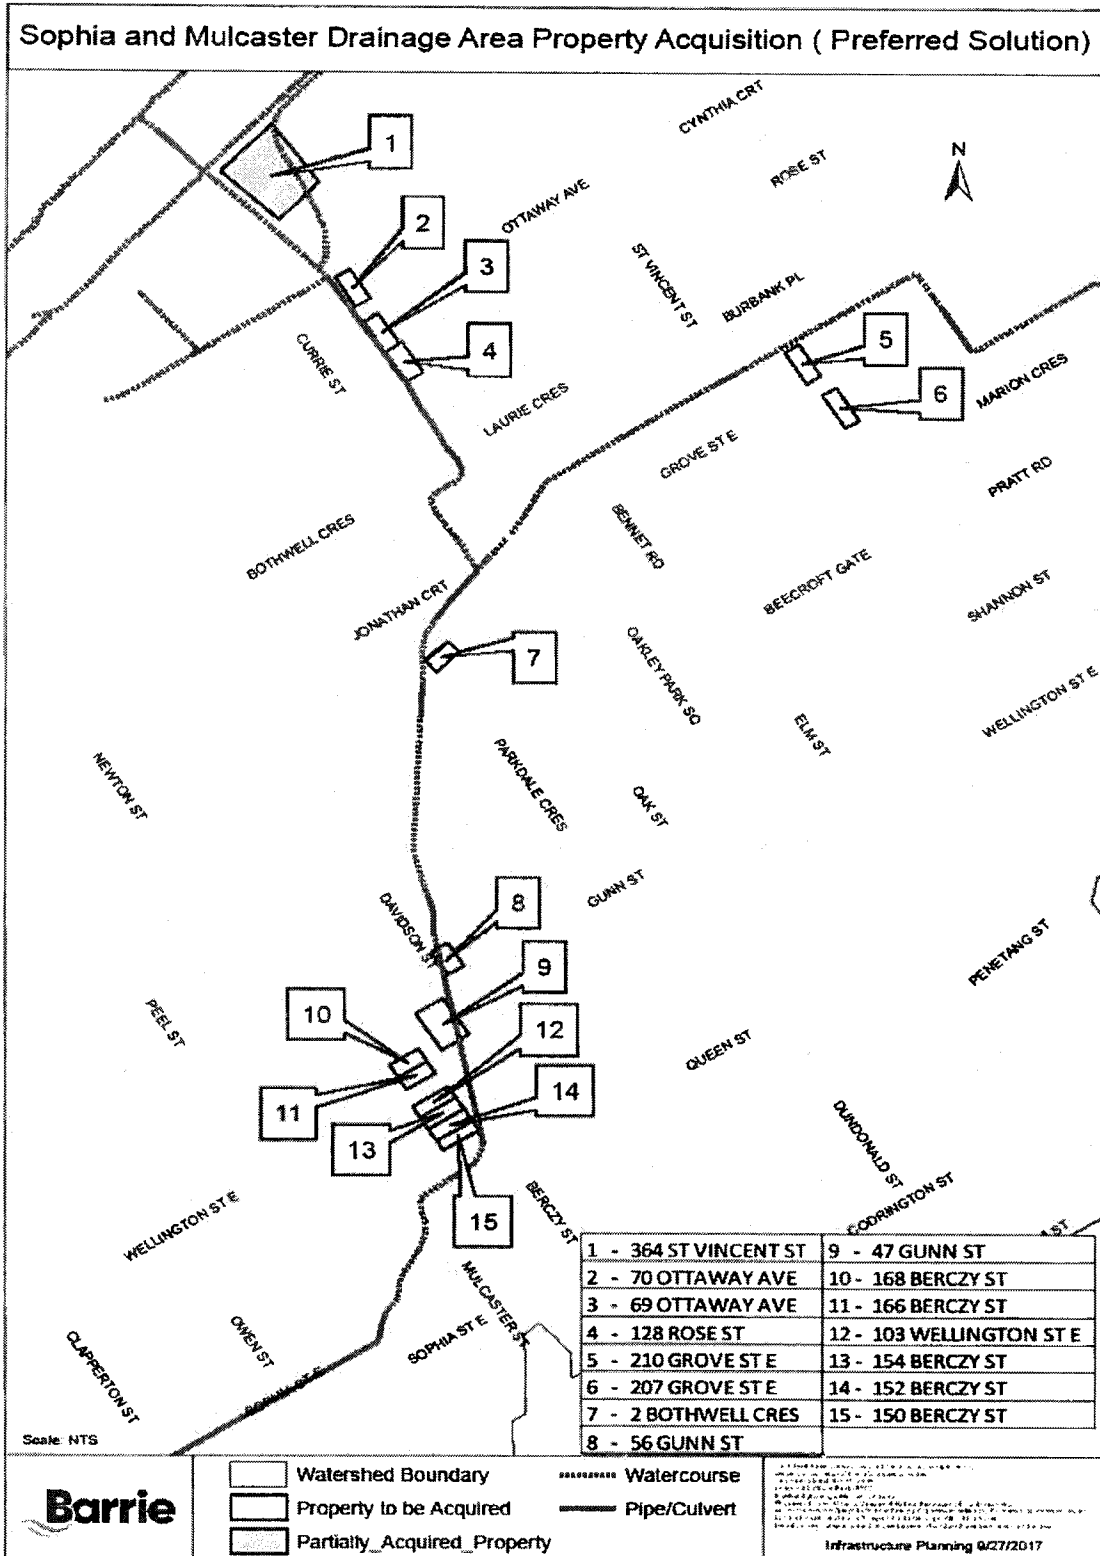 Sophia and Mulcaster Drainage Area Property Acquisition ( Preferred Solution)
CYNTHIA CRT
ROSE ST
N
1
OTTAWAY AVE
2
3
ST VINCENT ST
BURBANK PL
4
CURRIE ST
5
6
MARION CRES
LAURIE CRES
GROVE ST E
PRATT RD
BENNET RD
BOTHWELL CRES
BEECROFT GATE
SHANNON ST
JONATHAN CRT
7
OAKLEY PARK SQ
WELLINGTON ST E
ELM ST
NEWTON ST
PARKDALE CRES
OAK ST
GUNN ST
8
DAVIDSON ST
PENETANG ST
9
10
12
PEEL ST
QUEEN ST
11
14
13
DUNDONALD ST
CODRINGTON ST
15
BERCZY ST
WELLINGTON ST E
MULCASTER ST
SOPHIA ST E
OWEN ST
CLAPPERTON ST
1 - 364 ST VINCENT ST
2 - 70 OTTAWAY AVE
3 - 69 OTTAWAY AVE
4 - 128 ROSE ST
5 - 210 GROVE ST E
6 - 207 GROVE ST E
7 - 2 BOTHWELL CRES
8 - 56 GUNN ST
9 - 47 GUNN ST
10 - 168 BERCZY ST
11 - 166 BERCZY ST
12 - 103 WELLINGTON ST E
13 - 154 BERCZY ST
14 - 152 BERCZY ST
15 - 150 BERCZY ST
Scale: NTS
Barrie
Watershed Boundary
Property to be Acquired
Partially_Acquired_Property
Watercourse
Pipe/Culvert
Infrastructure Planning 9/27/2017